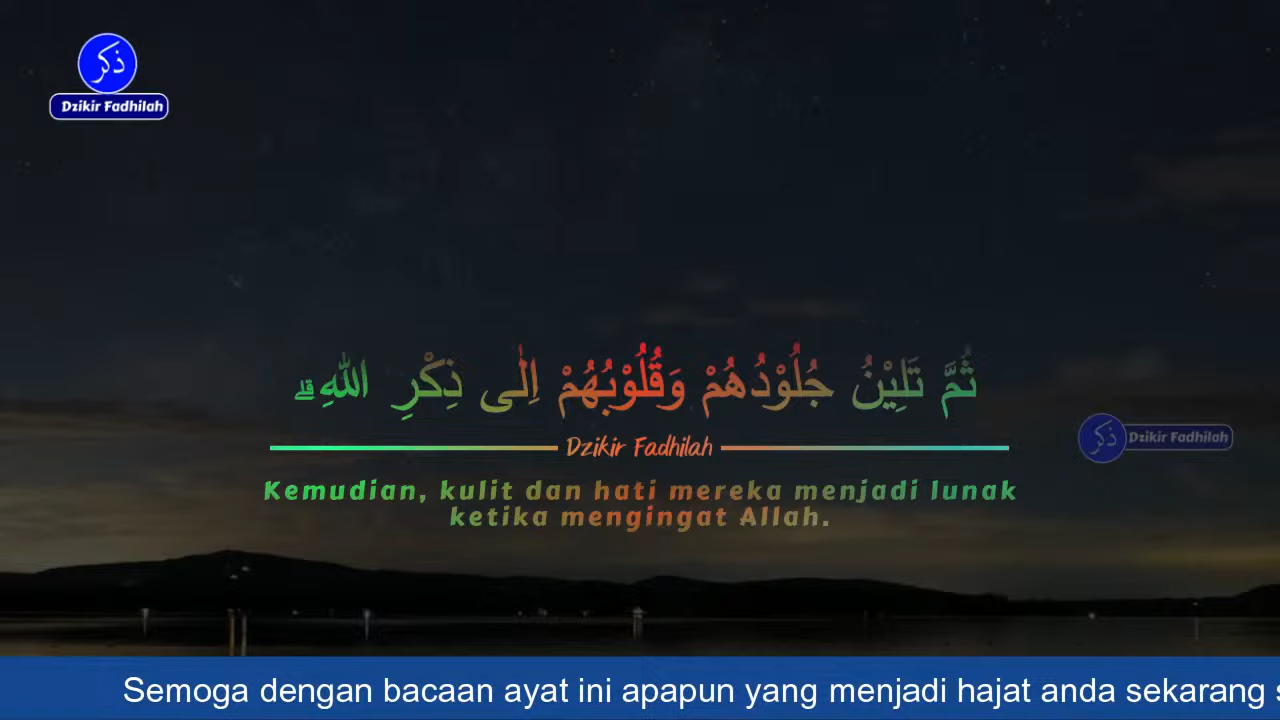 ذكر
Dzikir Fadhilah
ثُمَّ تَلِيْنُ جُلُوْدُهُمْ وَقُلُوْبُهُمْ اِلٰى ذِكْرِ اللّٰهِ ۗ
Dzikir Fadhilah
ذكر
Dzikir Fadhilah
Kemudian, kulit dan hati mereka menjadi lunak
ketika mengingat Allah.
Semoga dengan bacaan ayat ini apapun yang menjadi hajat anda sekarang